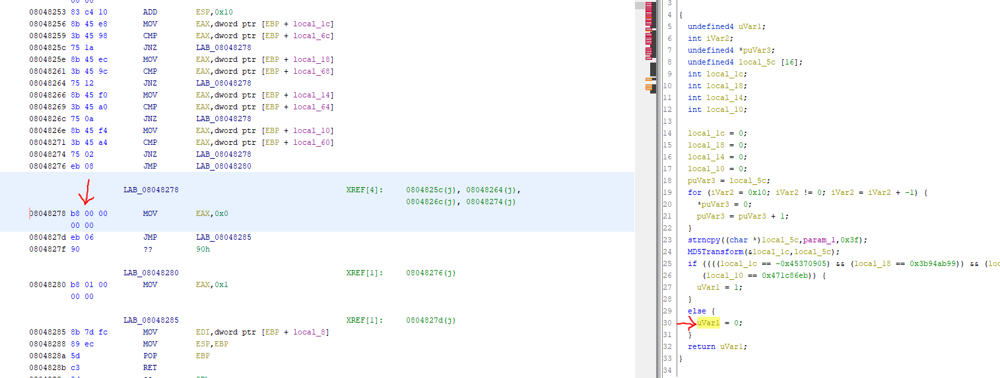 00 00
08048253 83 c4 10 ADD ESP,0x10
08048256 8b 45 e8 MOV EAX,dword ptr [EBP + local_1c]
08048259 3b 45 98 CMP EAX,dword ptr [EBP + local_6c]
0804825c 75 1a JNZ LAB_08048278
0804825e 8b 45 ec MOV EAX,dword ptr [EBP + local_18]
08048261 3b 45 9c CMP EAX,dword ptr [EBP + local_68]
08048264 75 12 JNZ LAB_08048278
08048266 8b 45 f0 MOV EAX,dword ptr [EBP + local_14]
08048269 3b 45 a0 CMP EAX,dword ptr [EBP + local_64]
0804826c 75 0a JNZ LAB_08048278
0804826e 8b 45 f4 MOV EAX,dword ptr [EBP + local_10]
08048271 3b 45 a4 CMP EAX,dword ptr [EBP + local_60]
08048274 75 02 JNZ LAB_08048278
08048276 eb 08 JMP LAB_08048280
LAB_08048278 XREF[4]: 0804825c(j), 08048264(j),
0804826c(j), 08048274(j)
08048278 b8 00 00 MOV EAX,0x0
00 00
0804827d eb 06 JMP LAB_08048285
0804827f 90 ?? 90h
LAB_08048280 XREF[1]: 08048276(j)
08048280 b8 01 00 MOV EAX,0x1
00 00
LAB_08048285 XREF[1]: 0804827d(j)
08048285 8b 7d fc MOV EDI,dword ptr [EBP + local_8]
08048288 89 ec MOV ESP,EBP
0804828a 5d POP EBP
0804828b c3 RET
3
4 {
5 undefined4 uVar1;
6 int iVar2;
7 undefined4 *puVar3;
8 undefined4 local_5c [16];
9 int local_1c;
10 int local_18;
11 int local_14;
12 int local_10;
13
14 local_1c = 0;
15 local_18 = 0;
16 local_14 = 0;
17 local_10 = 0;
18 puVar3 = local_5c;
19 for (iVar2 = 0x10; iVar2 != 0; iVar2 = iVar2 + -1) {
20 *puVar3 = 0;
21 puVar3 = puVar3 + 1;
22 }
23 strncpy((char *)local_5c,param_1,0x3f);
24 MD5Transform(&local_1c,local_5c);
25 if ((((local_1c == -0x45370905) && (local_18 == 0x3b94ab99)) && (loc
26 (local_10 == 0x471c86eb)) {
27 uVar1 = 1;
28 }
29 else {
30 uVar1 = 0;
31 }
32 return uVar1;
33 }
34